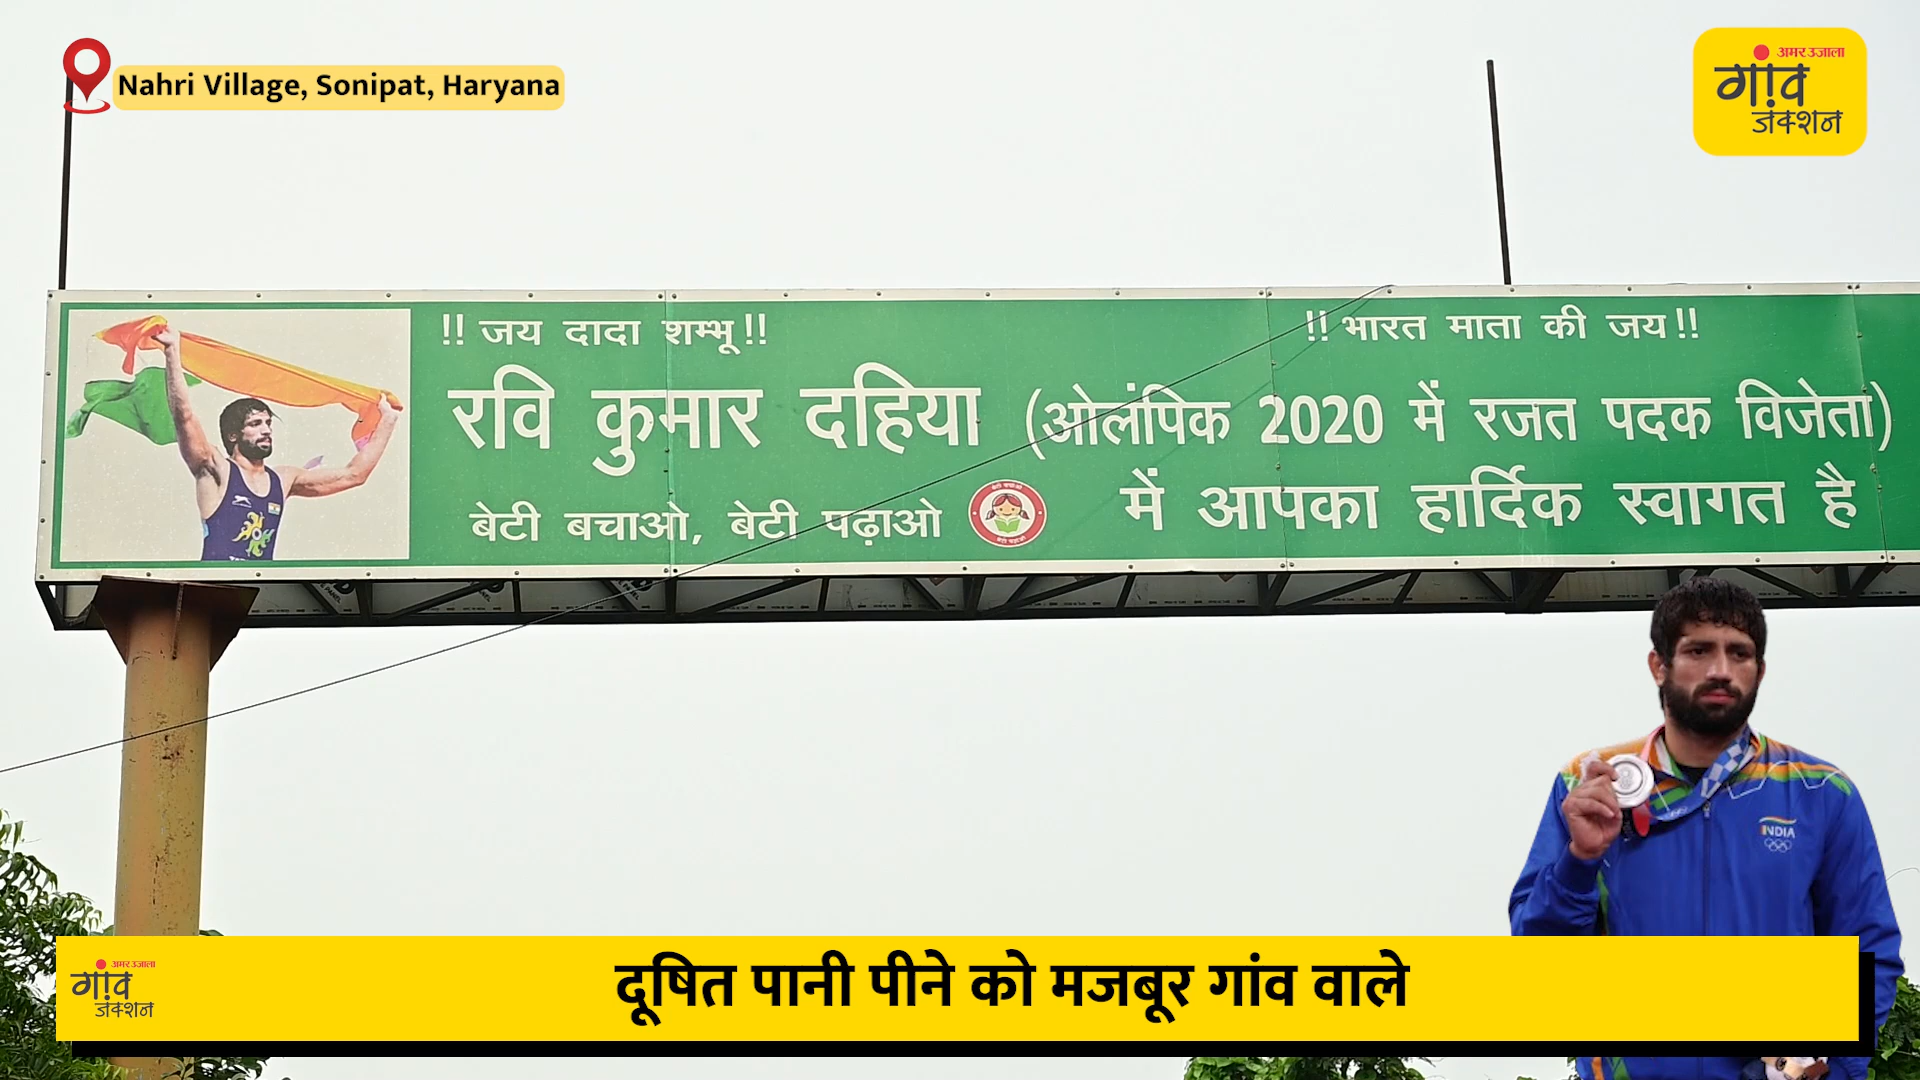 Nahri Village, Sonipat, Haryana
अमर उजाला
गांव
जंक्शन
!! जय दादा शम्भू !!
!! भारत माता की जय !!
रवि कुमार दहिया (ओलंपिक 2020 में रजत पदक विजेता)
बेटी बचाओ, बेटी पढ़ाओ
में आपका हार्दिक स्वागत है
INDIA
अमर उजाला
गांव
जंक्शन
दूषित पानी पीने को मजबूर गांव वाले